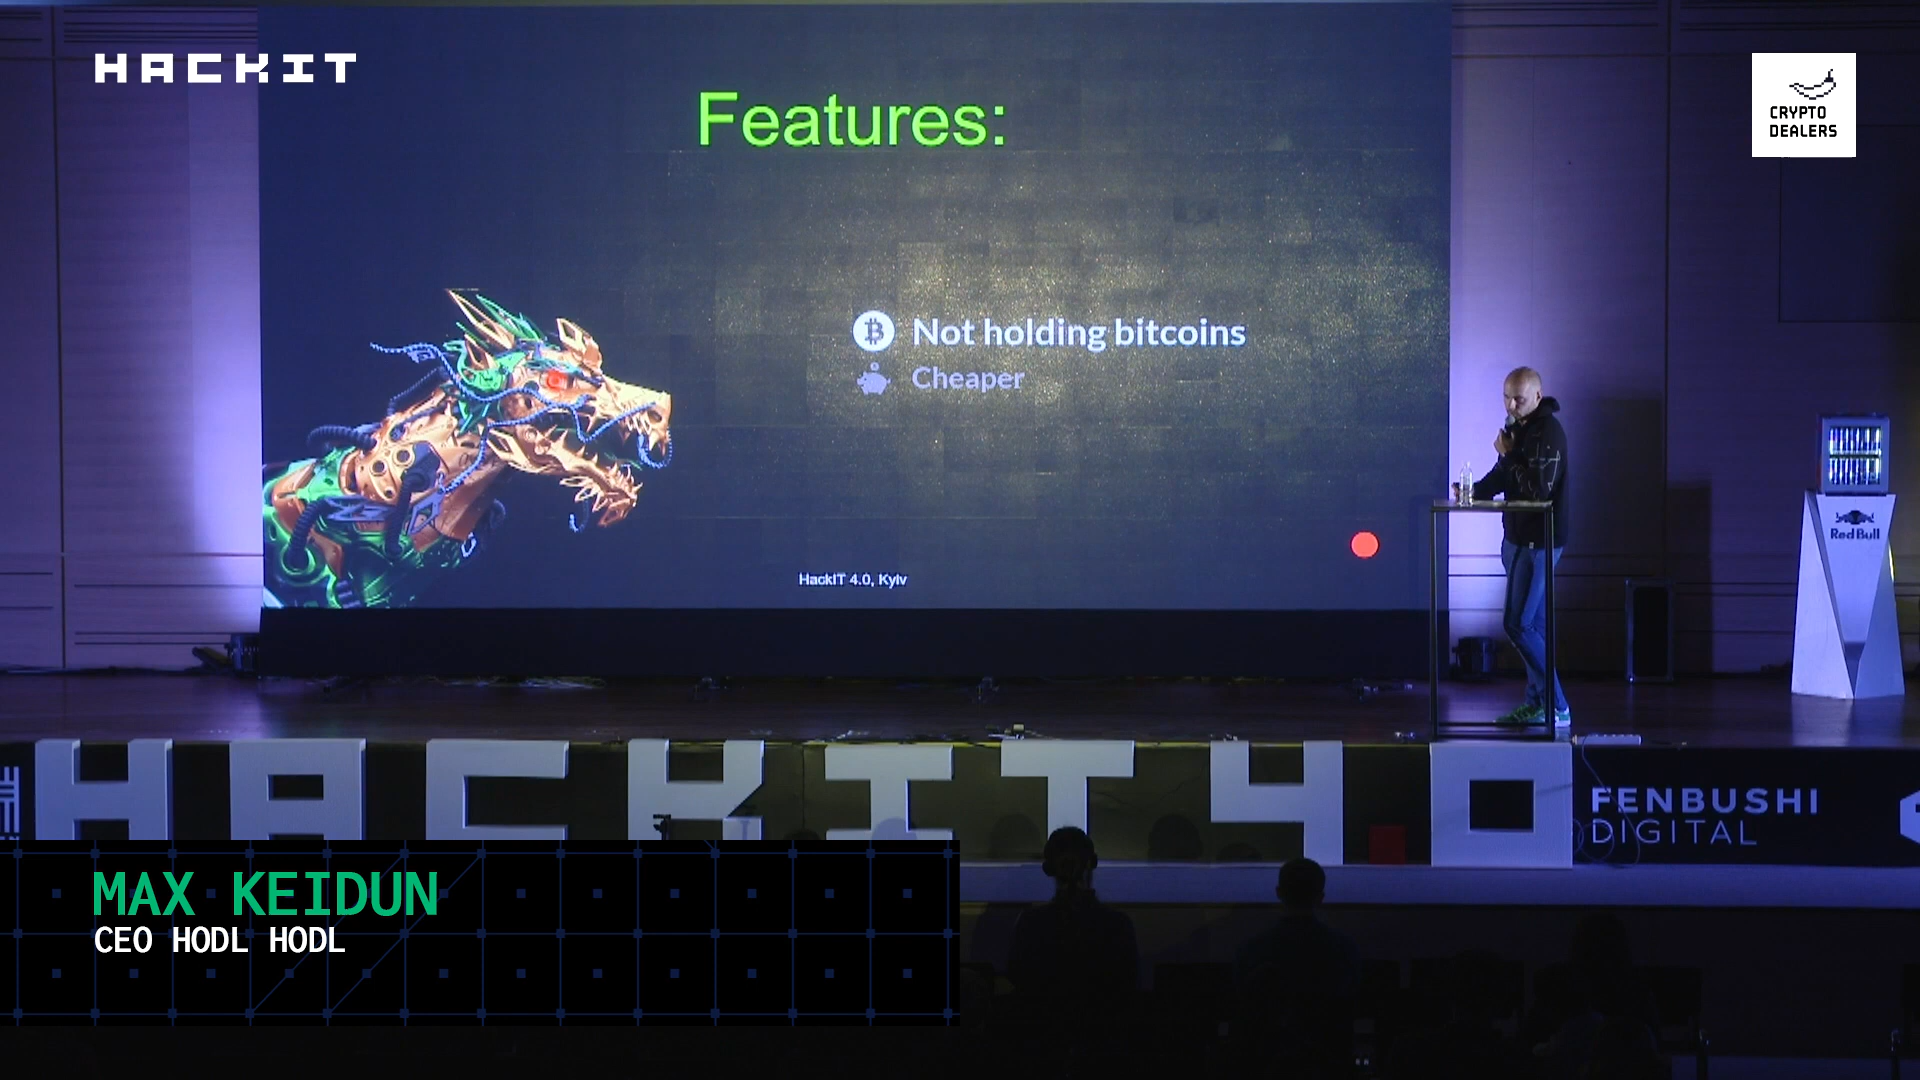 HACKIT
CRYPTO
DEALERS
Features:
Not holding bitcoins
Cheaper
HackIT 4.0, Kyiv
Red Bull
HACKIT 4 0
FENBUSHI
DIGITAL
MAX KEIDUN
CEO HODL HODL